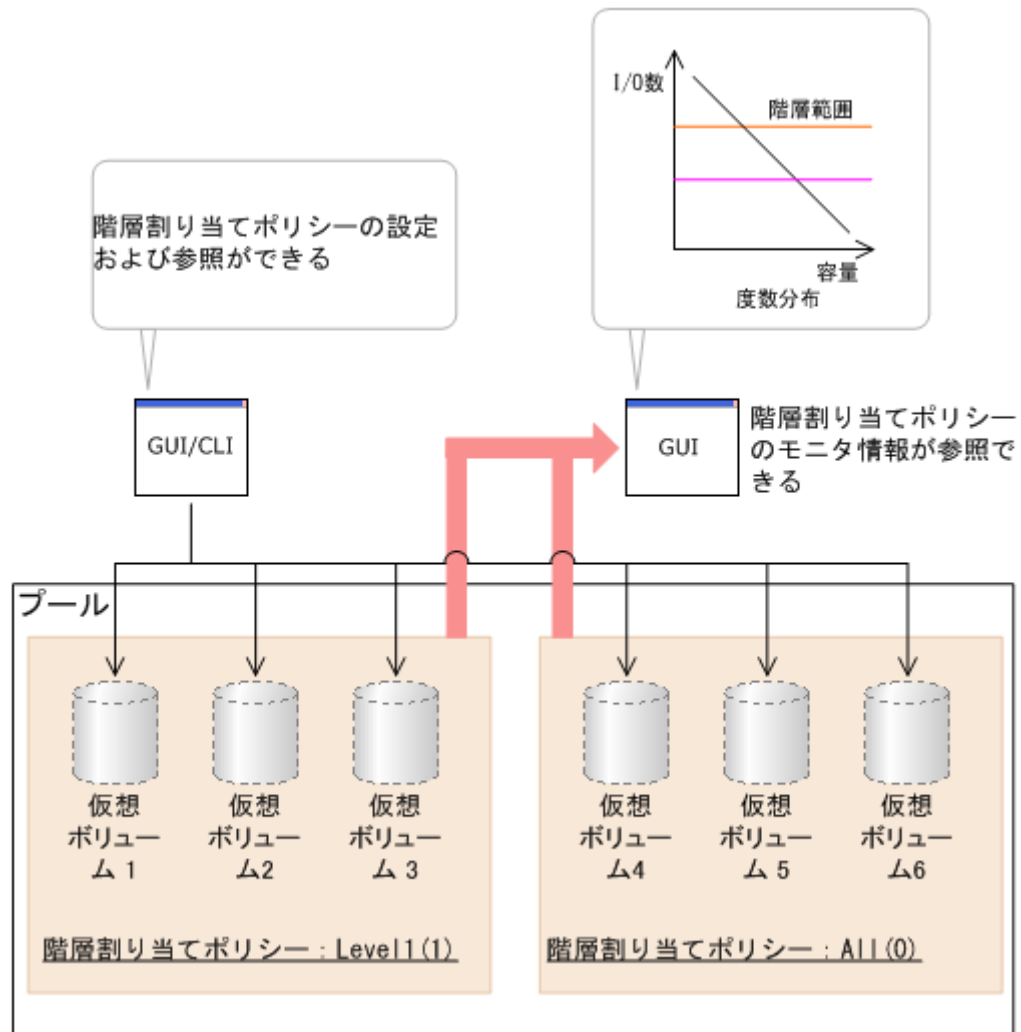 I/O数
階層範囲
容量
度数分布
階層割り当てポリシーの設定
および参照ができる
GUI/CLI
GUI
階層割り当てポリシー
のモニタ情報が参照で
きる
プール
仮想
ボリュー
ム 1
仮想
ボリュー
ム2
仮想
ボリュー
ム 3
仮想
ボリュー
ム4
仮想
ボリュー
ム 5
仮想
ボリュー
ム6
階層割り当てポリシー：Level1(1)
階層割り当てポリシー：All(0)